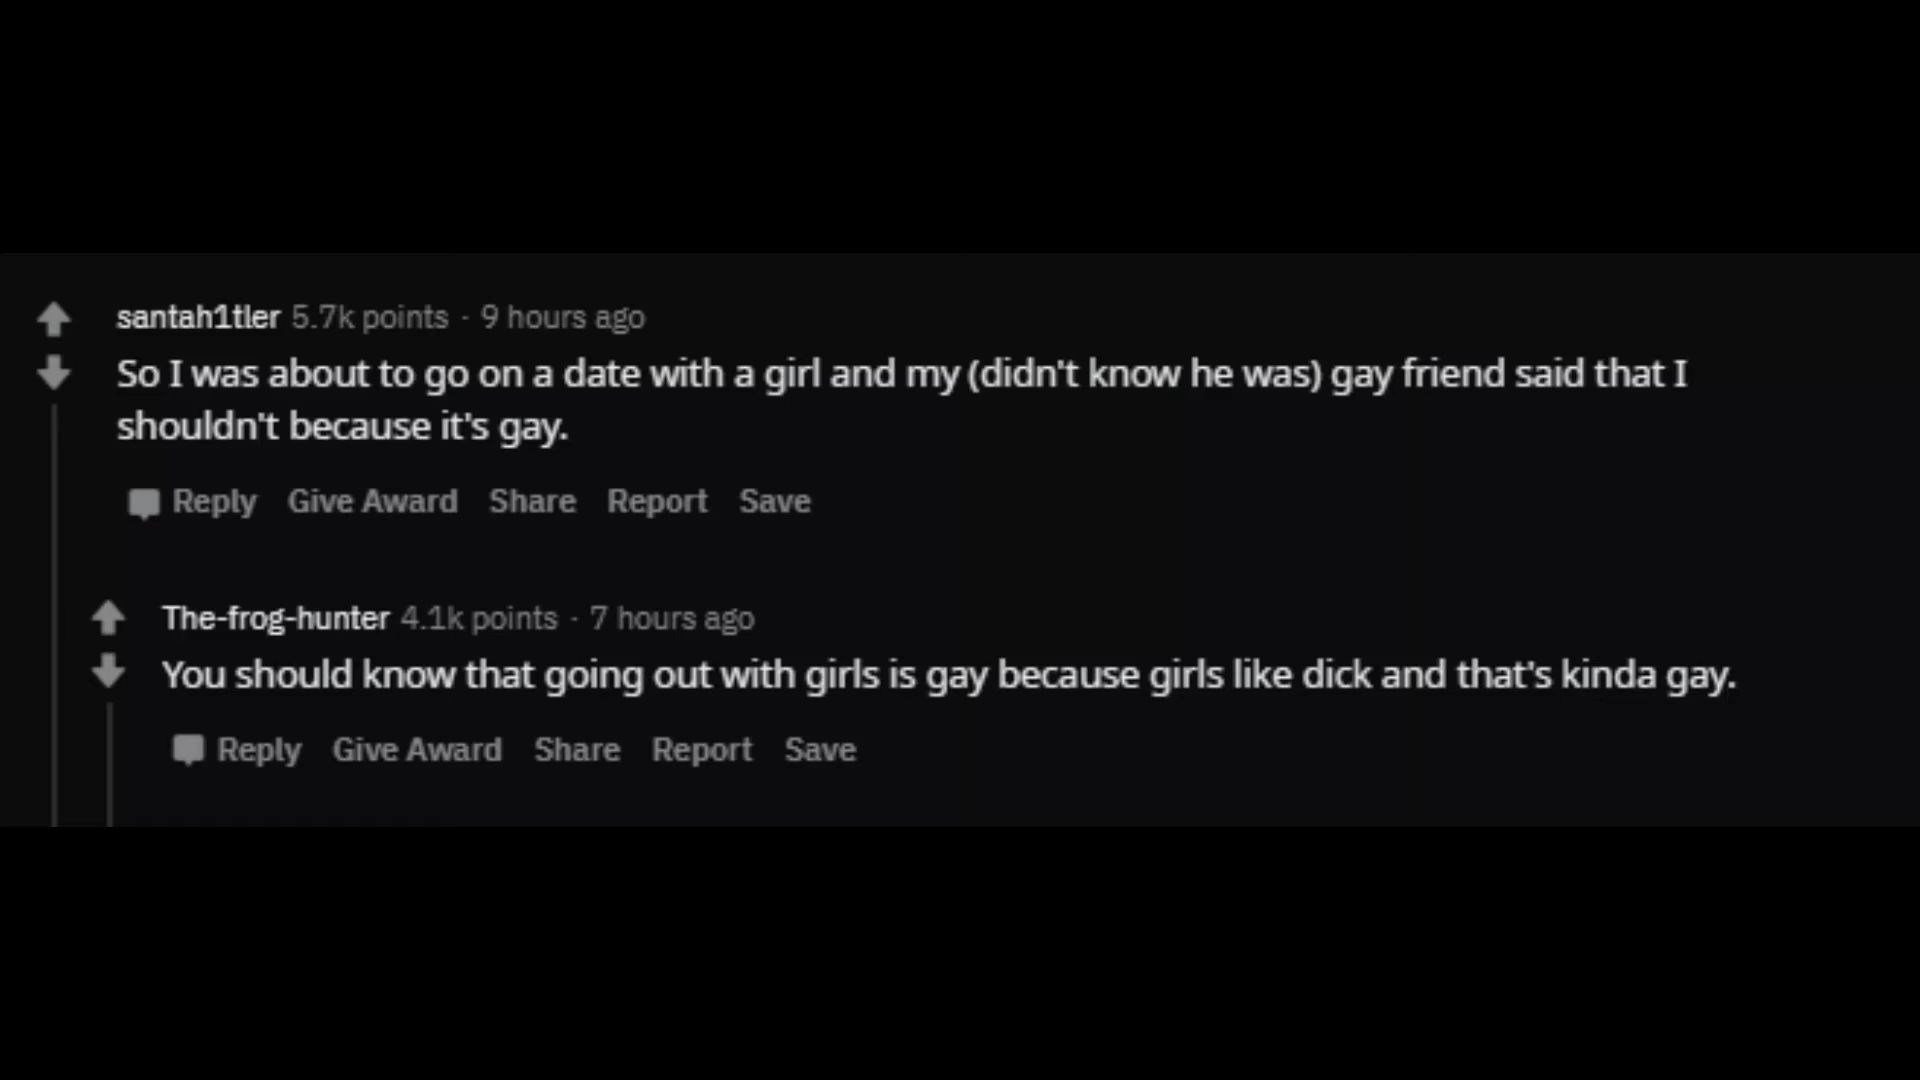 santah1tler 5.7k points · 9 hours ago
So I was about to go on a date with a girl and my (didn't know he was) gay friend said that I
shouldn't because it's gay.
Reply Give Award Share Report Save
The-frog-hunter 4.1k points · 7 hours ago
You should know that going out with girls is gay because girls like dick and that's kinda gay.
Reply Give Award Share Report Save